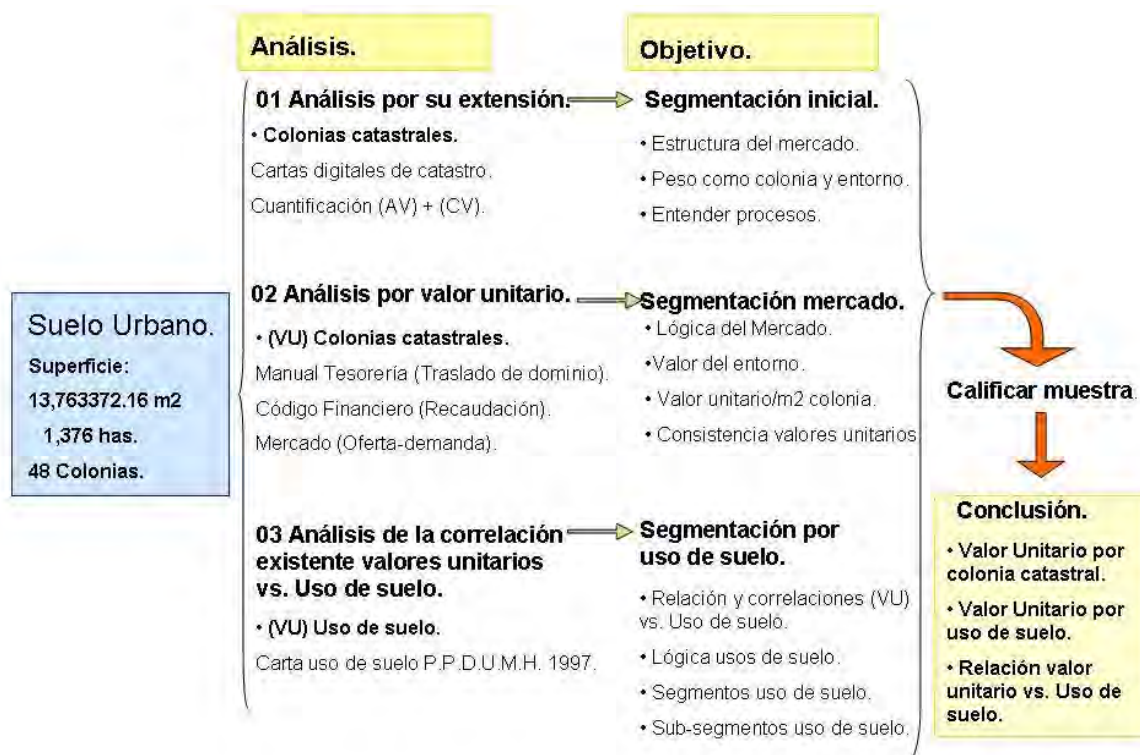 Análisis.
Objetivo.
01 Análisis por su extensión.
• Colonias catastrales.
Cartas digitales de catastro.
Cuantificación (AV) + (CV).
Segmentación inicial.
• Estructura del mercado.
• Peso como colonia y entorno.
• Entender procesos.
Suelo Urbano.
Superficie:
13,763372.16 m2
1,376 has.
48 Colonias.
02 Análisis por valor unitario.
• (VU) Colonias catastrales.
Manual Tesorería (Traslado de dominio).
Código Financiero (Recaudación).
Mercado (Oferta-demanda).
Segmentación mercado.
• Lógica del Mercado.
•Valor del entorno.
• Valor unitario/m2 colonia.
• Consistencia valores unitarios
03 Análisis de la correlación
existente valores unitarios
vs. Uso de suelo.
• (VU) Uso de suelo.
Carta uso de suelo P.P.D.U.M.H. 1997.
Segmentación por
uso de suelo.
• Relación y correlaciones (VU)
vs. Uso de suelo.
• Lógica usos de suelo.
• Segmentos uso de suelo.
• Sub-segmentos uso de suelo.
Calificar muestra
Conclusión.
• Valor Unitario por
colonia catastral.
• Valor Unitario por
uso de suelo.
• Relación valor
unitario vs. Uso de
suelo.